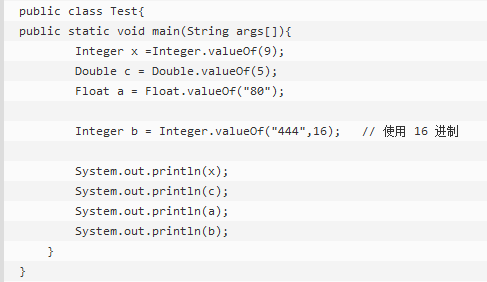 public class Test{
public static void main(String args[]){
        Integer x =Integer.valueOf(9);
        Double c = Double.valueOf(5);
        Float a = Float.valueOf("80");

        Integer b = Integer.valueOf("444",16);   // 使用 16 进制

        System.out.println(x);
        System.out.println(c);
        System.out.println(a);
        System.out.println(b);
    }
}